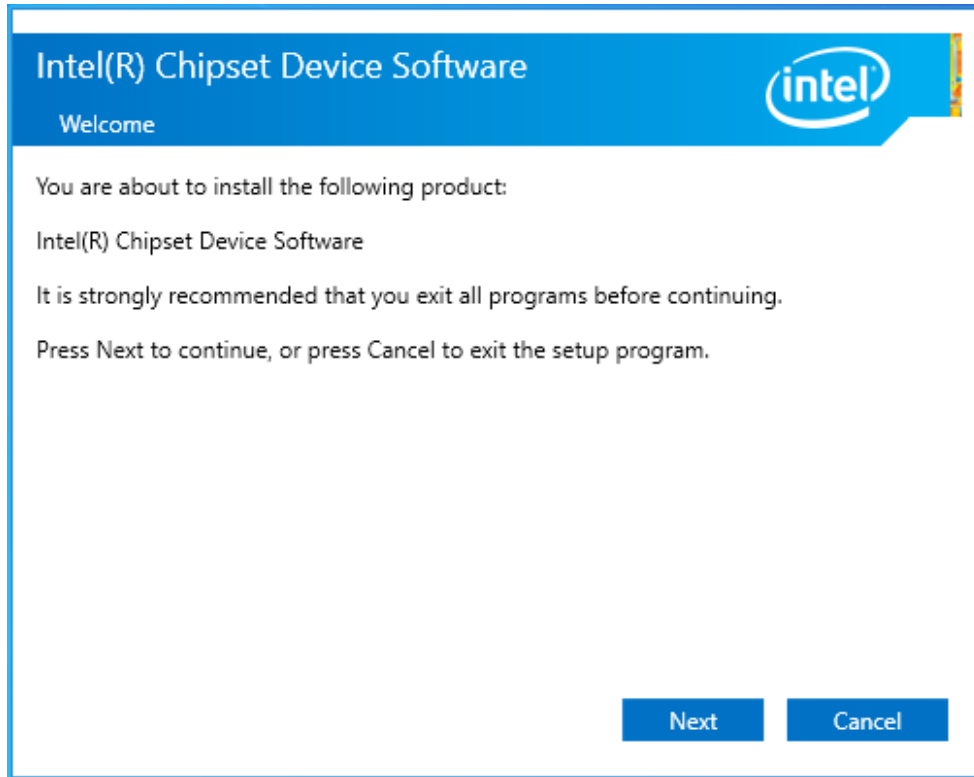 Intel(R) Chipset Device Software
intel
Welcome
You are about to install the following product:
Intel(R) Chipset Device Software
It is strongly recommended that you exit all programs before continuing.
Press Next to continue, or press Cancel to exit the setup program.
Next
Cancel